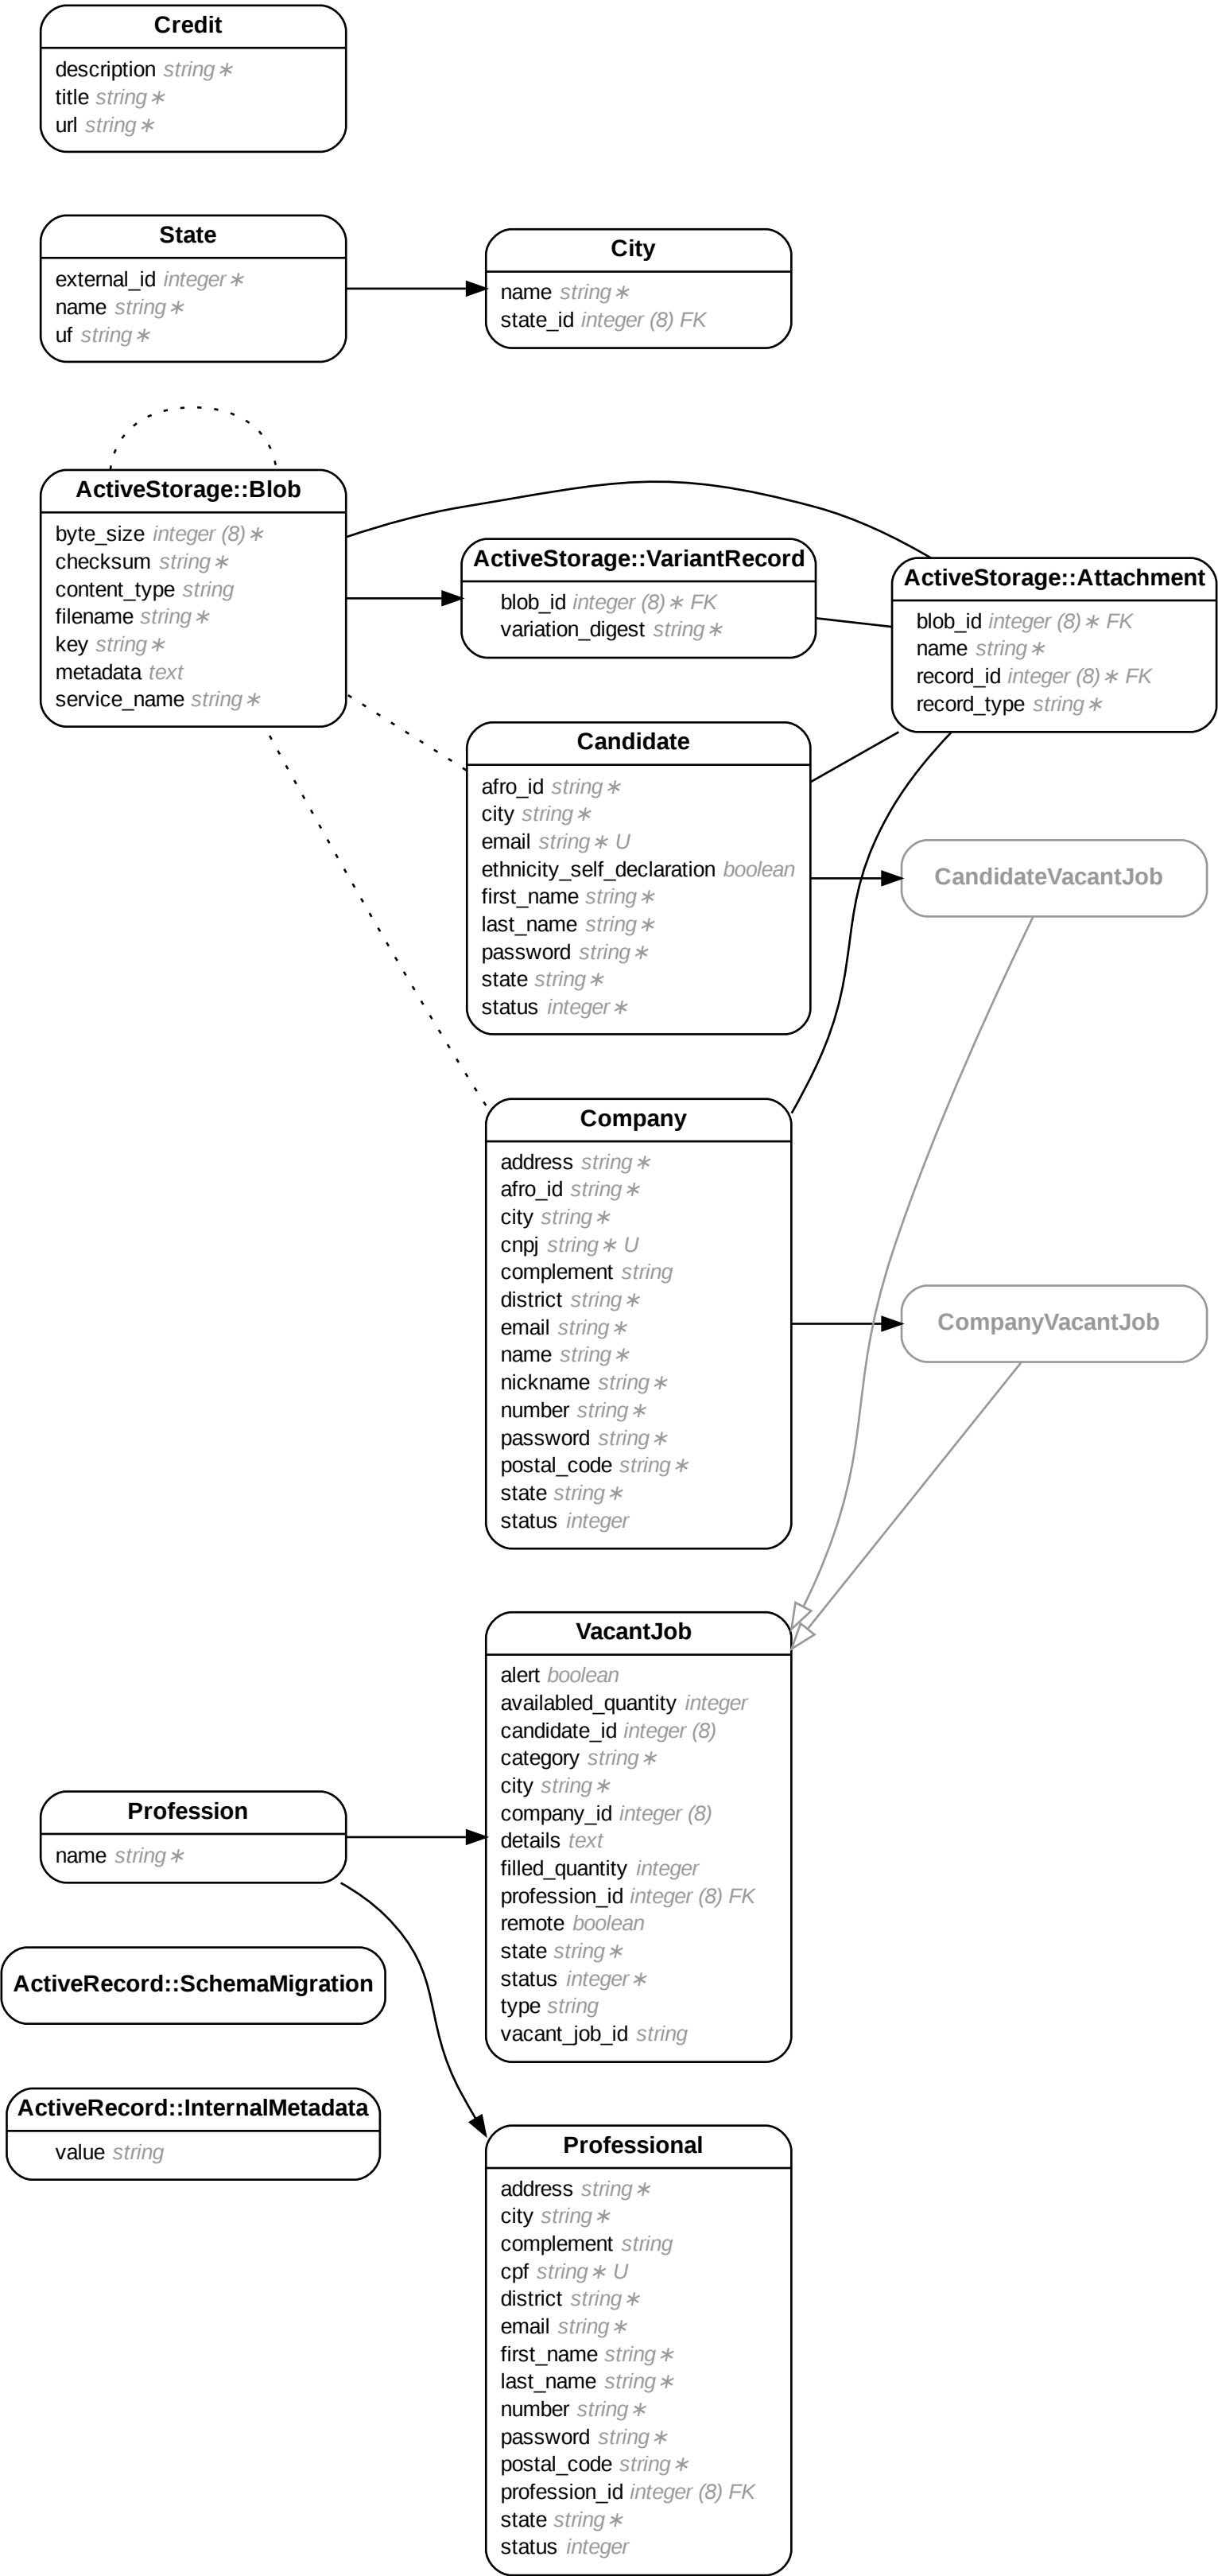 Credit
description string ∗
title string ∗
url string ∗
State
external_id integer ∗
name string ∗
uf string ∗
City
name string ∗
state_id integer (8) FK
ActiveStorage::Blob
byte_size integer (8) ∗
checksum string ∗
content_type string
filename string ∗
key string ∗
metadata text
service_name string ∗
ActiveStorage::VariantRecord
blob_id integer (8) ∗ FK
variation_digest string ∗
ActiveStorage::Attachment
blob_id integer (8) ∗ FK
name string ∗
record_id integer (8) ∗ FK
record_type string ∗
Candidate
afro_id string ∗
city string ∗
email string ∗ U
ethnicity_self_declaration boolean
first_name string ∗
last_name string ∗
password string ∗
state string ∗
status integer ∗
CandidateVacantJob
Company
address string ∗
afro_id string ∗
city string ∗
cnpj string ∗ U
complement string
district string ∗
email string ∗
name string ∗
nickname string ∗
number string ∗
password string ∗
postal_code string ∗
state string ∗
status integer
CompanyVacantJob
VacantJob
alert boolean
availabled_quantity integer
candidate_id integer (8)
category string ∗
city string ∗
company_id integer (8)
details text
filled_quantity integer
profession_id integer (8) FK
remote boolean
state string ∗
status integer ∗
type string
vacant_job_id string
Profession
name string ∗
ActiveRecord::SchemaMigration
ActiveRecord::InternalMetadata
value string
Professional
address string ∗
city string ∗
complement string
cpf string ∗ U
district string ∗
email string ∗
first_name string ∗
last_name string ∗
number string ∗
password string ∗
postal_code string ∗
profession_id integer (8) FK
state string ∗
status integer